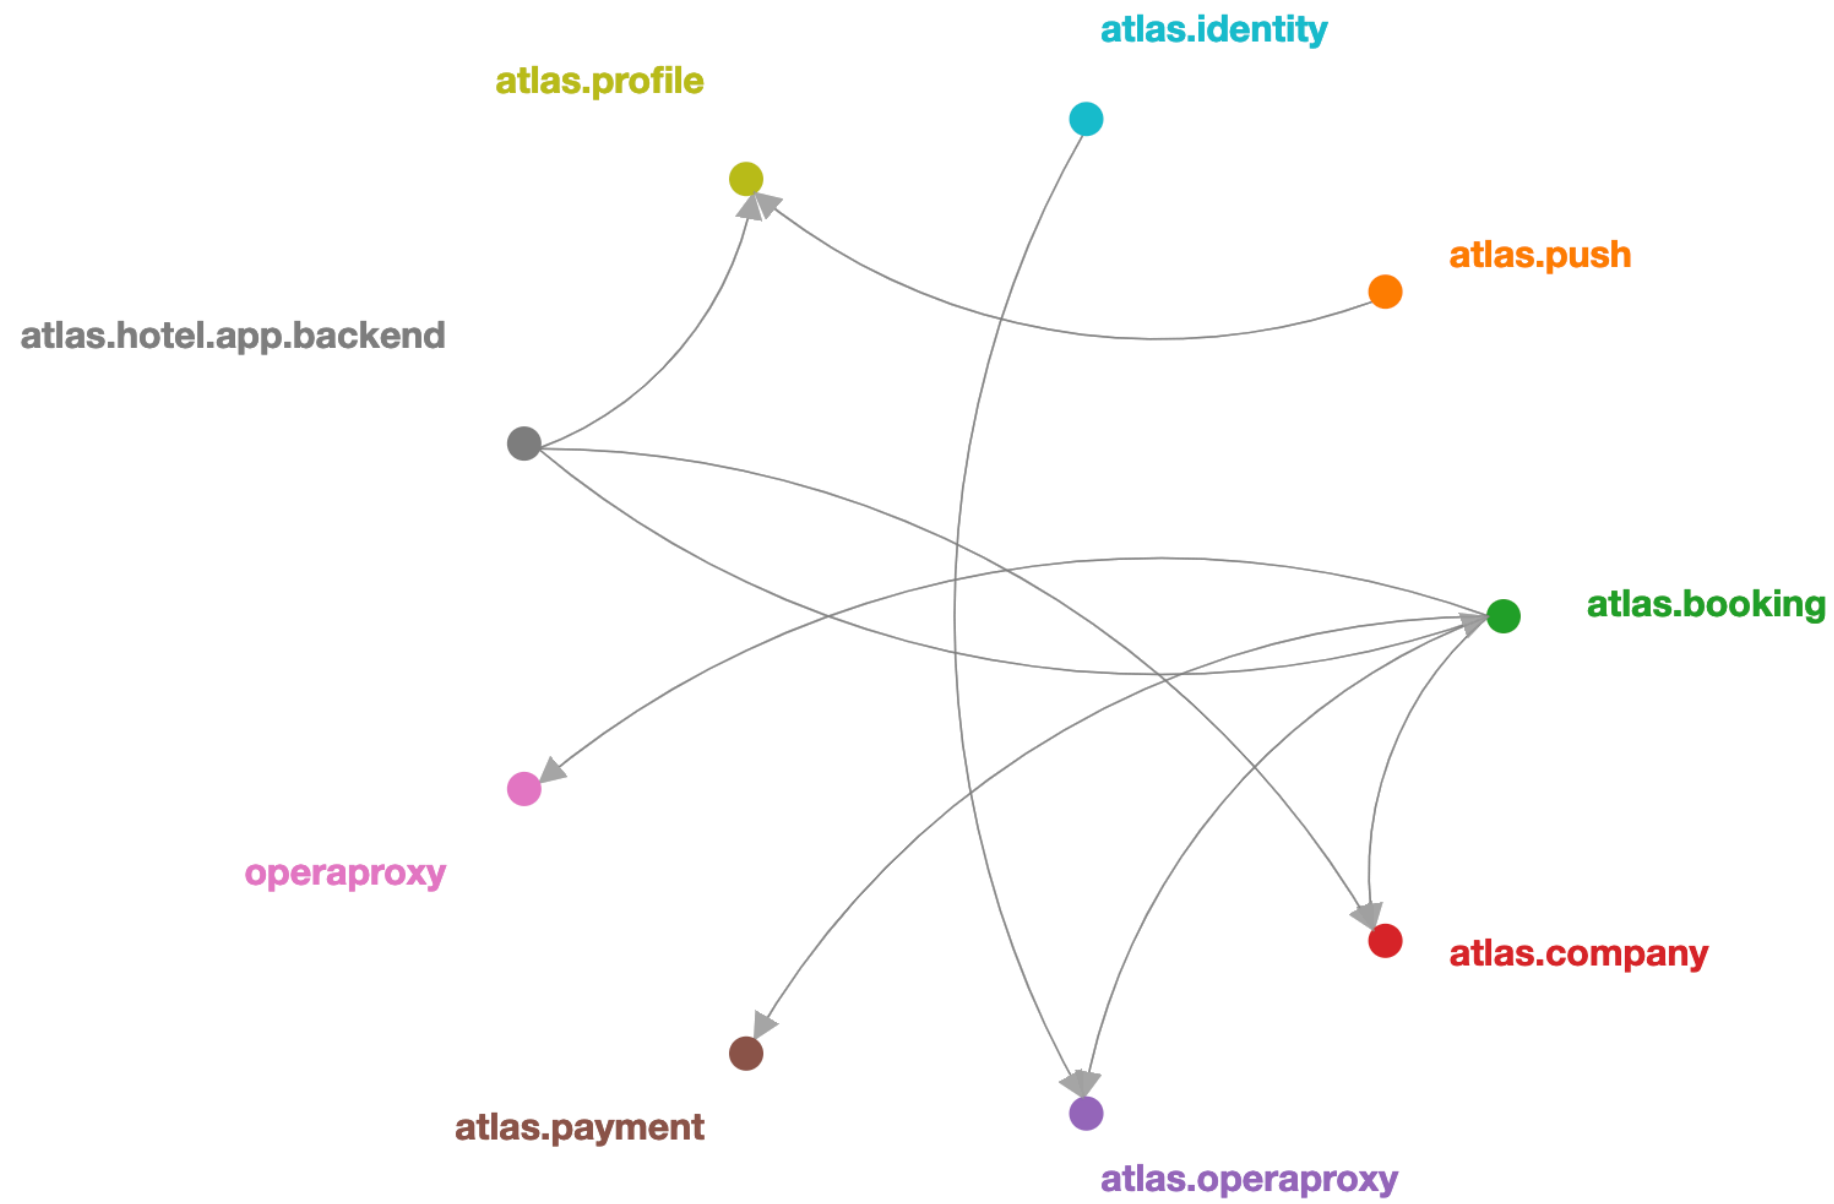 atlas.identity
atlas.profile
atlas.push
atlas.hotel.app.backend
atlas.booking
operaproxy
atlas.company
atlas.payment
atlas.operaproxy